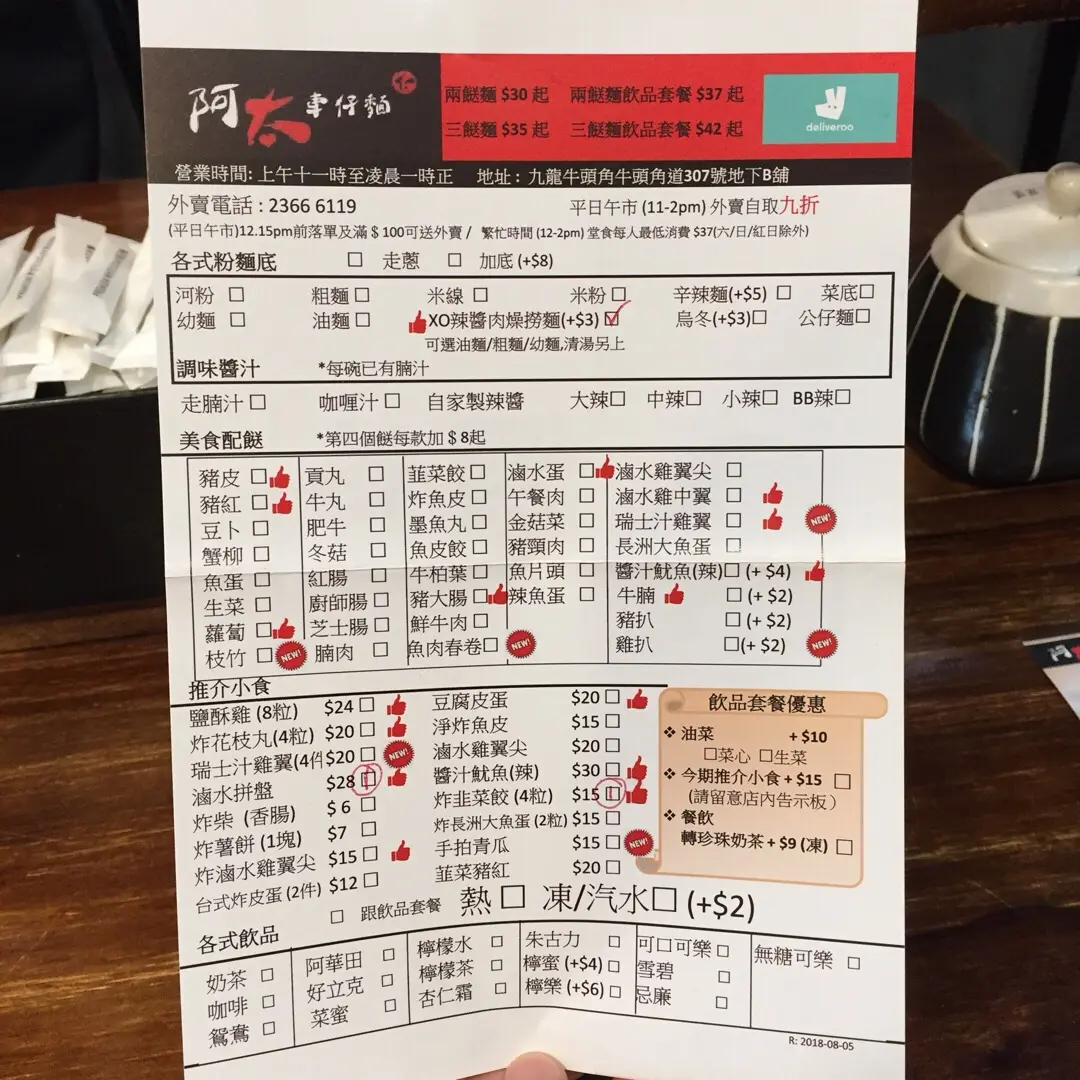 阿太車仔麵
兩餸麵 $30 起 兩餸麵飲品套餐 $37 起
三餸麵 $35 起 三餸麵飲品套餐 $42 起
deliveroo
營業時間: 上午十一時至凌晨一時正 地址 : 九龍牛頭角牛頭角道307號地下B舖
外賣電話 : 2366 6119 平日午市 (11-2pm) 外賣自取九折
(平日午市)12.15pm前落單及滿 $ 100可送外賣 / 繁忙時間 (12-2pm) 堂食每人最低消費 $37(六/日/紅日除外)
各式粉麵底 □ 走蔥 □ 加底 (+$8)
河粉 □ 粗麵 □ 米線 □ 米粉 □ 辛辣麵(+$5) □ 菜底□
幼麵 □ 油麵 □ XO辣醬肉燥撈麵(+$3) ☑ 烏冬(+$3)□ 公仔麵□
可選油麵/粗麵/幼麵,清湯另上
調味醬汁 *每碗已有腩汁
走腩汁□ 咖喱汁□ 自家製辣醬 大辣□ 中辣□ 小辣□ BB辣□
美食配餸 *第四個餸每款加 $ 8起
豬皮 □ 貢丸 □ 韮菜餃□ 滷水蛋 □ 滷水雞翼尖 □
豬紅 □ 牛丸 □ 炸魚皮□ 午餐肉 □ 滷水雞中翼 □
豆卜 □ 肥牛 □ 墨魚丸□ 金菇菜 □ 瑞士汁雞翼 □ NEW!
蟹柳 □ 冬菇 □ 魚皮餃□ 豬頸肉 □ 長洲大魚蛋 □
魚蛋 □ 紅腸 □ 牛柏葉□ 魚片頭 □ 醬汁魷魚(辣)□ (+ $4)
生菜 □ 廚師腸 □ 豬大腸□ 辣魚蛋 □ 牛腩 □ (+ $2)
蘿蔔 □ 芝士腸 □ 鮮牛肉□ 豬扒 □ (+ $2)
枝竹 □ NEW! 腩肉 □ 魚肉春卷□ NEW! 雞扒 □(+ $2) NEW!
推介小食
鹽酥雞 (8粒) $24 □ 豆腐皮蛋 $20 □
炸花枝丸(4粒) $20 □ 淨炸魚皮 $15 □
瑞士汁雞翼(4件 $20 □ NEW! 滷水雞翼尖 $20 □
滷水拼盤 $28 □ 醬汁魷魚(辣) $30 □
炸柴 (香腸) $ 6 □ 炸韭菜餃 (4粒) $15 □
炸薯餅 (1塊) $7 □ 炸長洲大魚蛋 (2粒) $15 □
炸滷水雞翼尖 $15 □ 手拍青瓜 $15 □ NEW!
台式炸皮蛋 (2件) $12 □ 韮菜豬紅 $20 □
飲品套餐優惠
❖ 油菜 + $10
□菜心 □生菜
❖ 今期推介小食 + $15 □
(請留意店內告示板 )
❖ 餐飲
轉珍珠奶茶 + $9 (凍) □
□ 跟飲品套餐 熱 □ 凍/汽水□ (+$2)
各式飲品
奶茶 □ 阿華田 □ 檸檬水 □ 朱古力 □ 可口可樂 □ 無糖可樂 □
咖啡 □ 好立克 □ 檸檬茶 □ 檸蜜 (+$4)□ 雪碧 □
鴛鴦 □ 菜蜜 □ 杏仁霜 □ 檸樂 (+$6)□ 忌廉 □
R: 2018-08-05